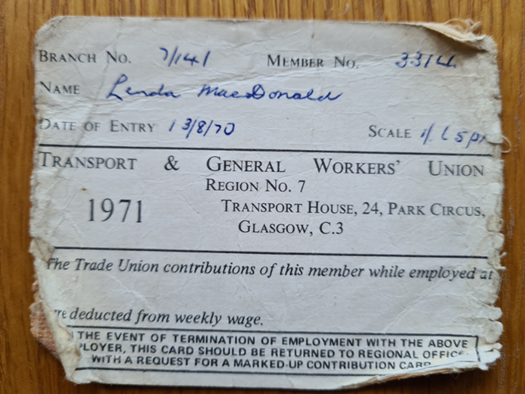 Branch No. 7/141 Member No. 3314
Name Linda MacDonald
Date of Entry 13/8/70 Scale
Transport & General Workers' Union
Region No. 7
1971 Transport House, 24, Park Circus,
Glasgow, C.3
The Trade Union contributions of this member while employed at
are deducted from weekly wage.
THE EVENT OF TERMINATION OF EMPLOYMENT WITH THE ABOVE
PLOYER, THIS CARD SHOULD BE RETURNED TO REGIONAL OFFICE
WITH A REQUEST FOR A MARKED-UP CONTRIBUTION CARD